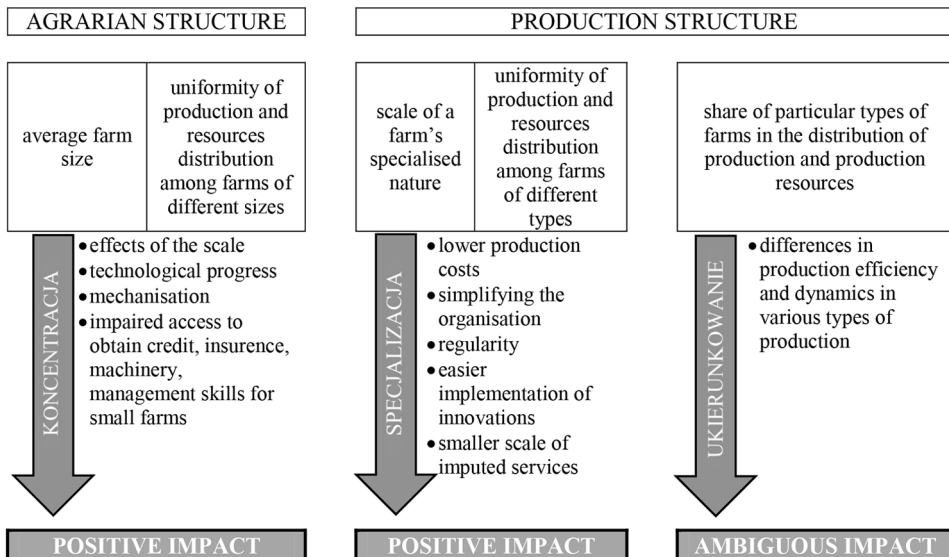 AGRARIAN STRUCTURE
average farm
size
uniformity of
production and
resources
distribution
among farms of
different sizes
KONCENTRACJA
•effects of the scale
•technological progress
•mechanisation
•impaired access to
obtain credit, insurence,
machinery,
management skills for
small farms
POSITIVE IMPACT
PRODUCTION STRUCTURE
scale of a
farm's
specialised
nature
uniformity of
production and
resources
distribution
among farms
of different
types
SPECJALIZACJA
•lower production
costs
•simplifying the
organisation
•regularity
•easier
implementation of
innovations
•smaller scale of
imputed services
POSITIVE IMPACT
share of particular types of
farms in the distribution of
production and production
resources
UKIERUNKOWANIE
•differences in
production efficiency
and dynamics in
various types of
production
AMBIGUOUS IMPACT